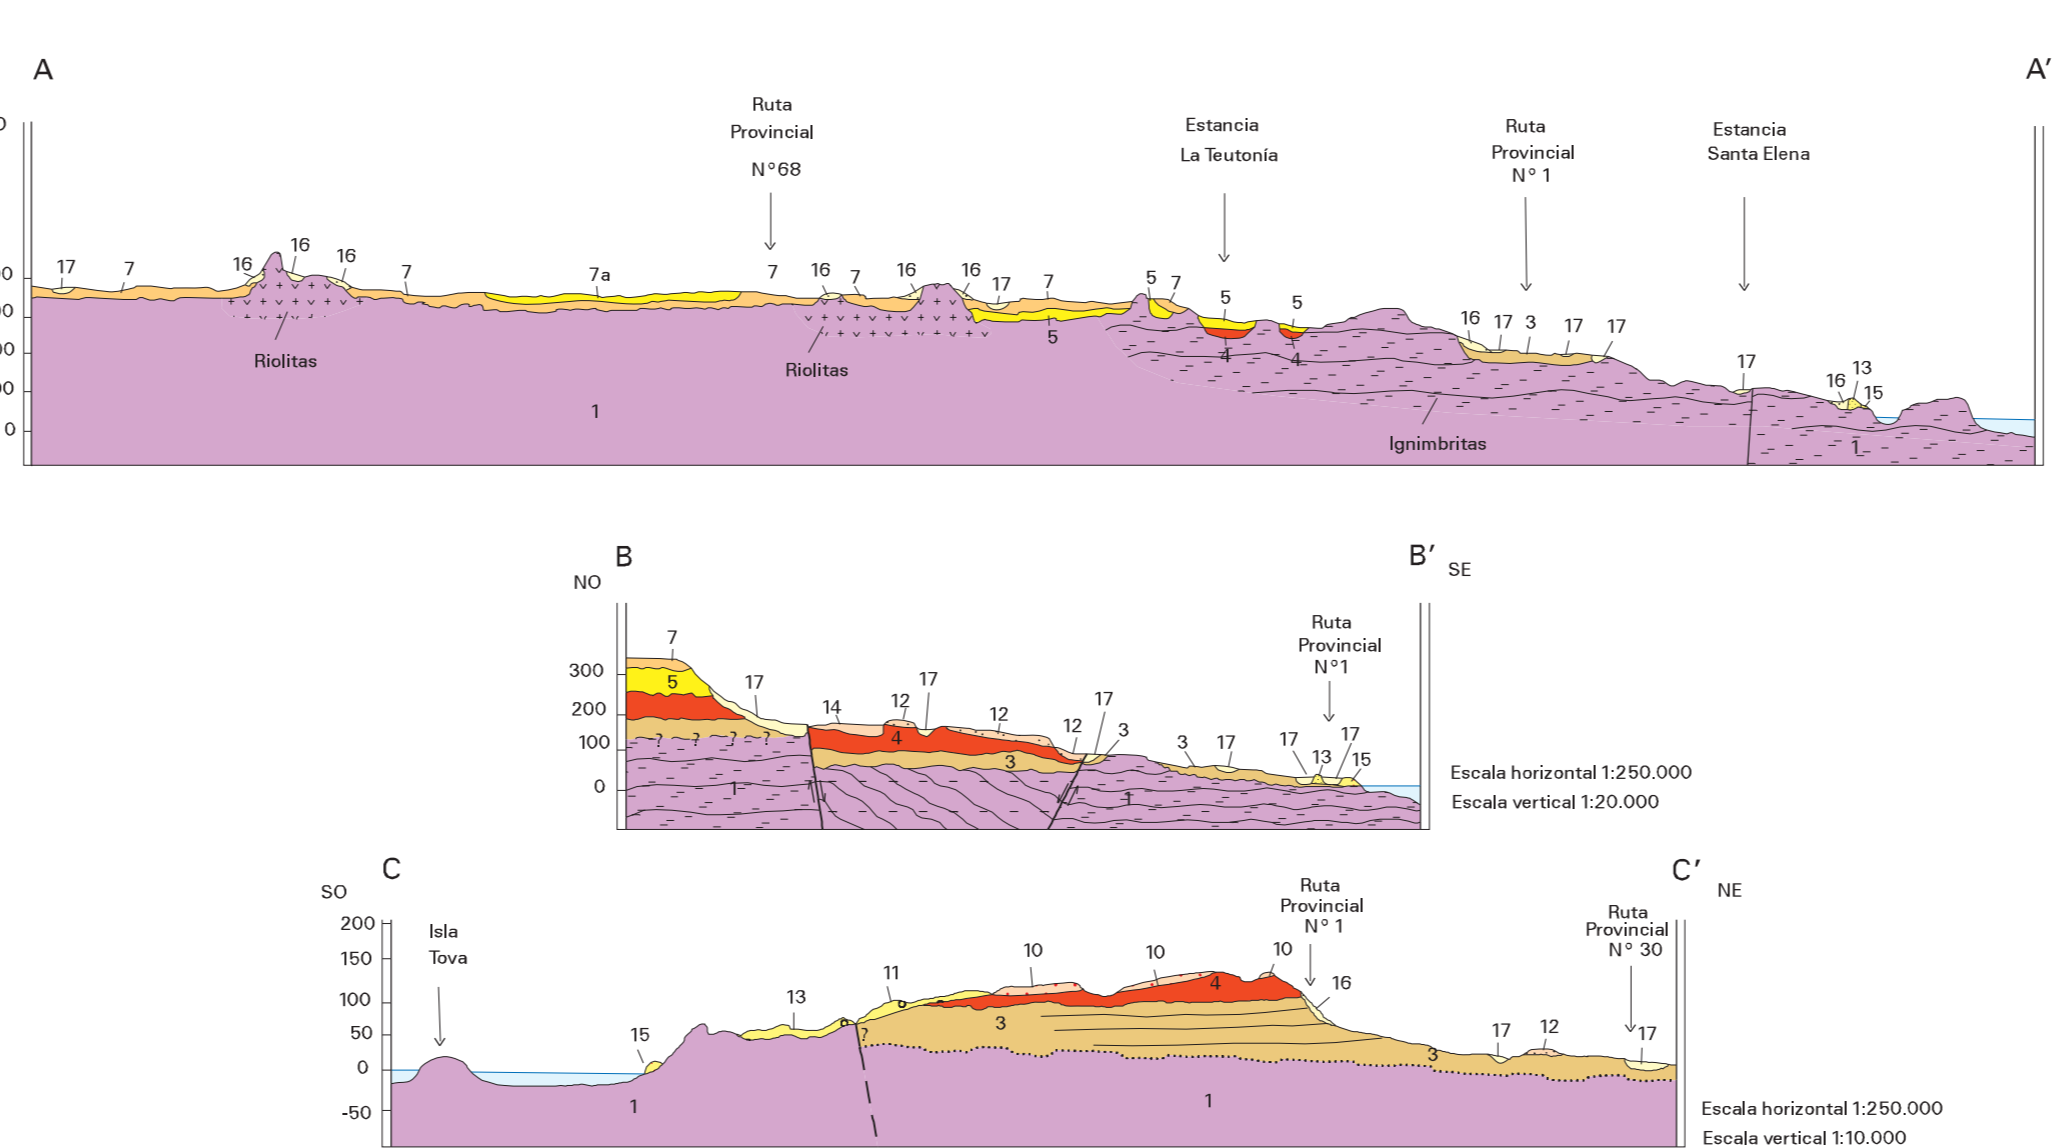 A
A′
Ruta
Provincial
N°68
Estancia
La Teutonía
Ruta
Provincial
N° 1
Estancia
Santa Elena
17 7 16 16 16 7 7a 7 16 7 16 16 17 7 5 7 5 5 16 17 3 17 17 17 16 13 15
5 4 4
Riolitas
Riolitas
1
Ignimbritas
1
0
B
B′
NO
SE
Ruta
Provincial
N°1
7
5
17
14 12 17 12 12 17 3 3 17 17 13 17 15
4
3
? ? ? ?
1
1
300
200
100
0
Escala horizontal 1:250.000
Escala vertical 1:20.000
C
C′
SO
NE
200
150
100
50
0
-50
Isla
Tova
Ruta
Provincial
N° 1
Ruta
Provincial
N° 30
15 13 11 10 10 10 16 17 12 17
4
3
3
?
1
1
Escala horizontal 1:250.000
Escala vertical 1:10.000